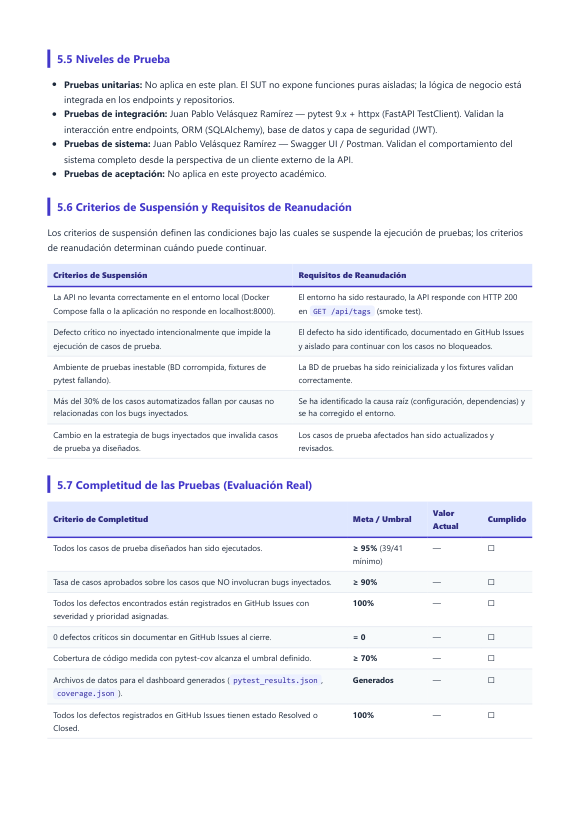 5.5 Niveles de Prueba
• Pruebas unitarias: No aplica en este plan. El SUT no expone funciones puras aisladas; la lógica de negocio está
integrada en los endpoints y repositorios.
• Pruebas de integración: Juan Pablo Velásquez Ramírez — pytest 9.x + httpx (FastAPI TestClient). Validan la
interacción entre endpoints, ORM (SQLAlchemy), base de datos y capa de seguridad (JWT).
• Pruebas de sistema: Juan Pablo Velásquez Ramírez — Swagger UI / Postman. Validan el comportamiento del
sistema completo desde la perspectiva de un cliente externo de la API.
• Pruebas de aceptación: No aplica en este proyecto académico.
5.6 Criterios de Suspensión y Requisitos de Reanudación
Los criterios de suspensión definen las condiciones bajo las cuales se suspende la ejecución de pruebas; los criterios
de reanudación determinan cuándo puede continuar.
Criterios de Suspensión Requisitos de Reanudación
La API no levanta correctamente en el entorno local (Docker
Compose falla o la aplicación no responde en localhost:8000).
El entorno ha sido restaurado, la API responde con HTTP 200
en GET /api/tags (smoke test).
Defecto crítico no inyectado intencionalmente que impide la
ejecución de casos de prueba.
El defecto ha sido identificado, documentado en GitHub Issues
y aislado para continuar con los casos no bloqueados.
Ambiente de pruebas inestable (BD corrompida, fixtures de
pytest fallando).
La BD de pruebas ha sido reinicializada y los fixtures validan
correctamente.
Más del 30% de los casos automatizados fallan por causas no
relacionadas con los bugs inyectados.
Se ha identificado la causa raíz (configuración, dependencias) y
se ha corregido el entorno.
Cambio en la estrategia de bugs inyectados que invalida casos
de prueba ya diseñados.
Los casos de prueba afectados han sido actualizados y
revisados.
5.7 Completitud de las Pruebas (Evaluación Real)
Criterio de Completitud Meta / Umbral Valor
Actual Cumplido
Todos los casos de prueba diseñados han sido ejecutados. ≥ 95% (39/41
mínimo) — ☐
Tasa de casos aprobados sobre los casos que NO involucran bugs inyectados. ≥ 90% — ☐
Todos los defectos encontrados están registrados en GitHub Issues con
severidad y prioridad asignadas. 100% — ☐
0 defectos críticos sin documentar en GitHub Issues al cierre. = 0 — ☐
Cobertura de código medida con pytest-cov alcanza el umbral definido. ≥ 70% — ☐
Archivos de datos para el dashboard generados ( pytest_results.json ,
coverage.json ). Generados — ☐
Todos los defectos registrados en GitHub Issues tienen estado Resolved o
Closed. 100% — ☐